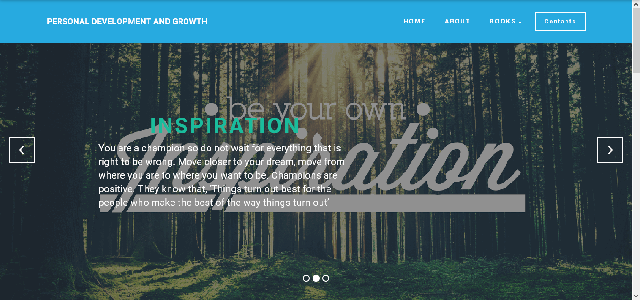 PERSONAL DEVELOPMENT AND GROWTH
HOME ABOUT BOOKS Contents
be your own
Inspiration
INSPIRATION
You are a champion so do not wait for everything that is
right to be wrong. Move closer to your dream, move from
where you are to where you want to be. Champions are
positive. They know that, 'Things turn out best for the
people who make the best of the way things turn out'